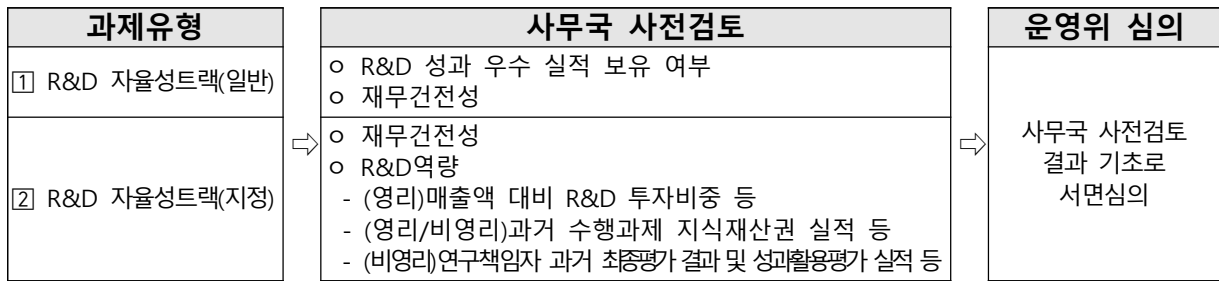 과제유형
사무국 사전검토
운영위 심의
1 R&D 자율성트랙(일반)
ㅇ R&D 성과 우수 실적 보유 여부
ㅇ 재무건전성
⇨
2 R&D 자율성트랙(지정)
ㅇ 재무건전성
ㅇ R&D역량
- (영리)매출액 대비 R&D 투자비중 등
- (영리/비영리)과거 수행과제 지식재산권 실적 등
- (비영리)연구책임자 과거 최종평가 결과 및 성과활용평가 실적 등
⇨
사무국 사전검토
결과 기초로
서면심의